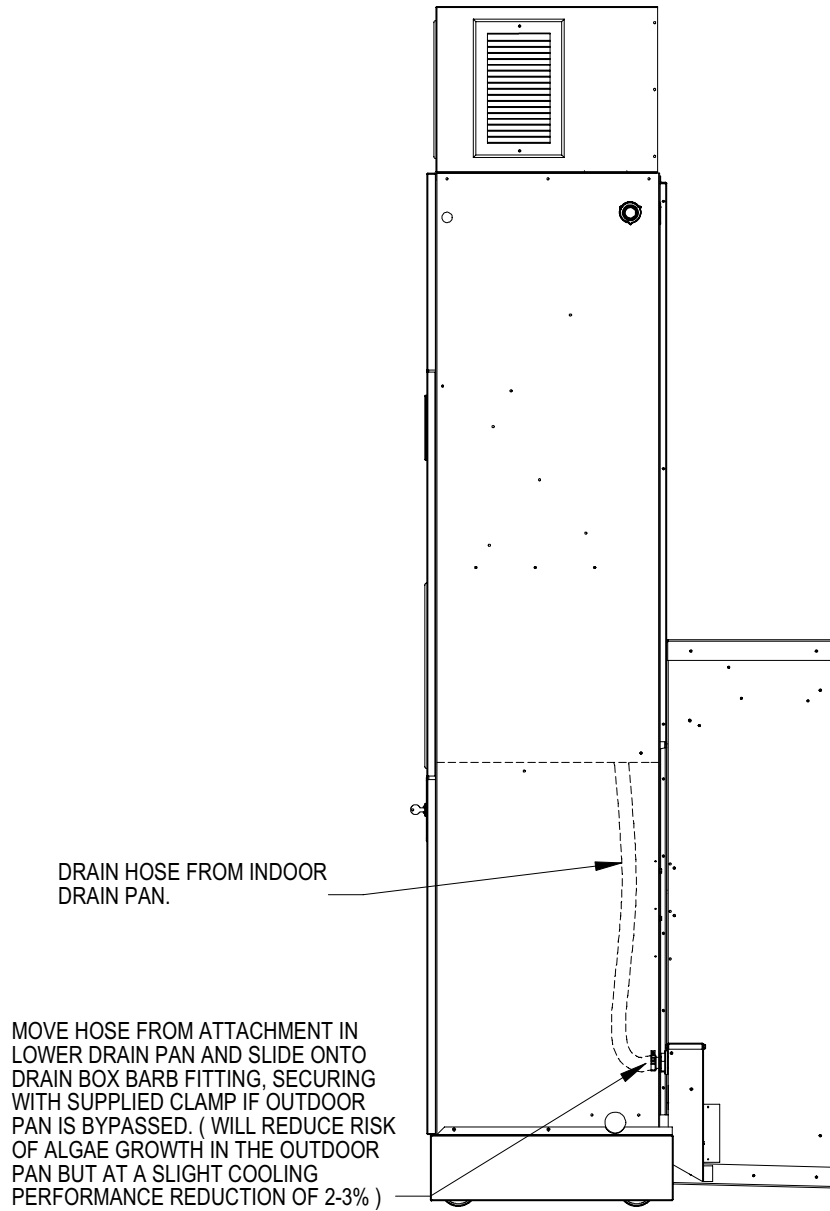 DRAIN HOSE FROM INDOOR
DRAIN PAN.
MOVE HOSE FROM ATTACHMENT IN
LOWER DRAIN PAN AND SLIDE ONTO
DRAIN BOX BARB FITTING, SECURING
WITH SUPPLIED CLAMP IF OUTDOOR
PAN IS BYPASSED. ( WILL REDUCE RISK
OF ALGAE GROWTH IN THE OUTDOOR
PAN BUT AT A SLIGHT COOLING
PERFORMANCE REDUCTION OF 2-3% )